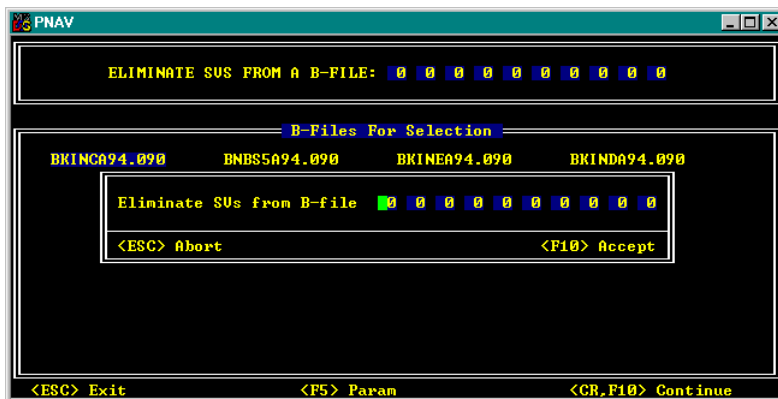 PNAV
ELIMINATE SVS FROM A B-FILE: 0 0 0 0 0 0 0 0 0 0
B-Files For Selection
BKINCA94.090 BNBS5A94.090 BKINEA94.090 BKINDA94.090
Eliminate SVs from B-file 0 0 0 0 0 0 0 0 0 0
<ESC> Abort <F10> Accept
<ESC> Exit <F5> Param <CR,F10> Continue